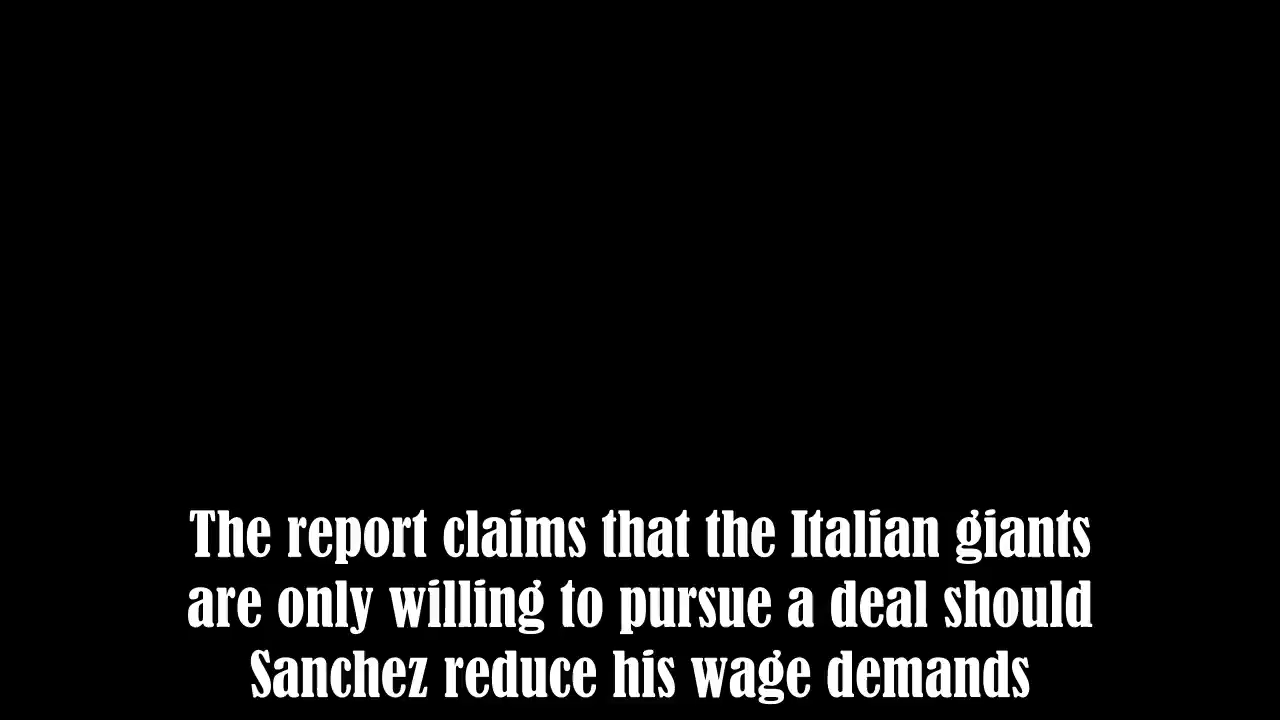 The report claims that the Italian giants
are only willing to pursue a deal should
Sanchez reduce his wage demands